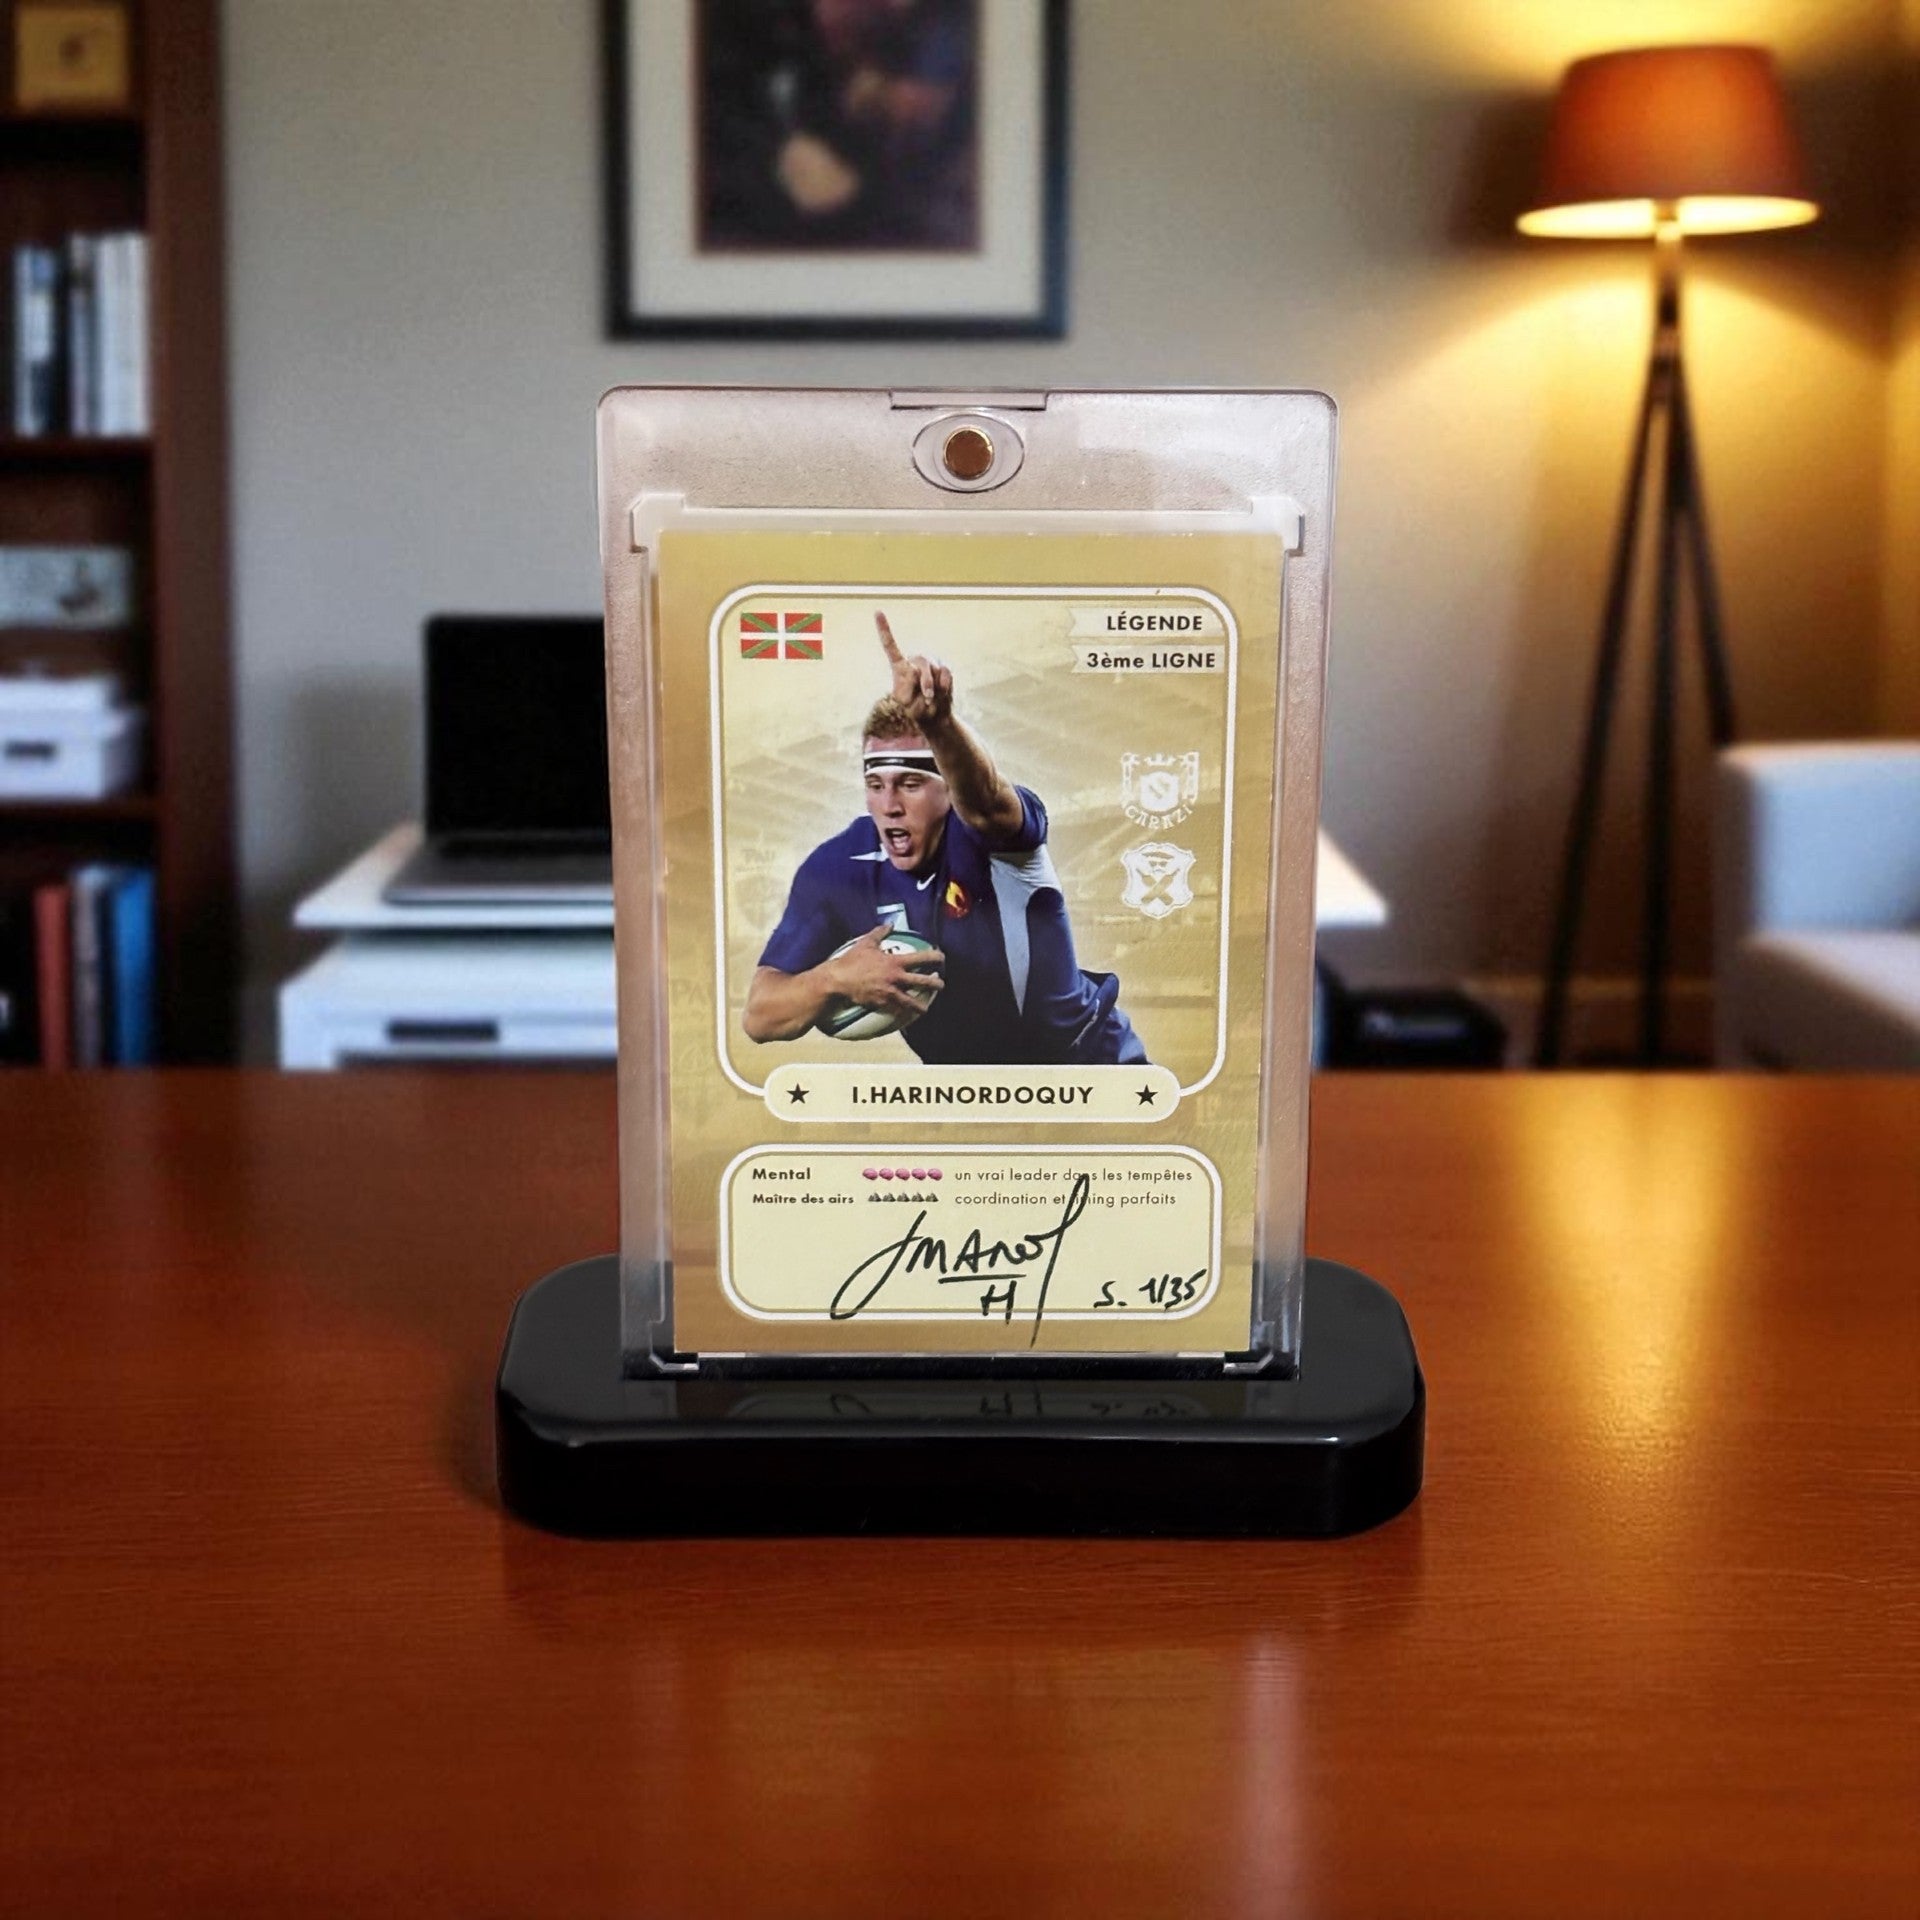 LÉGENDE
3ème LIGNE
GARAZI
★ I.HARINORDOQUY ★
Mental un vrai leader dans les tempêtes
Maître des airs coordination et timing parfaits
H
S. 1/35